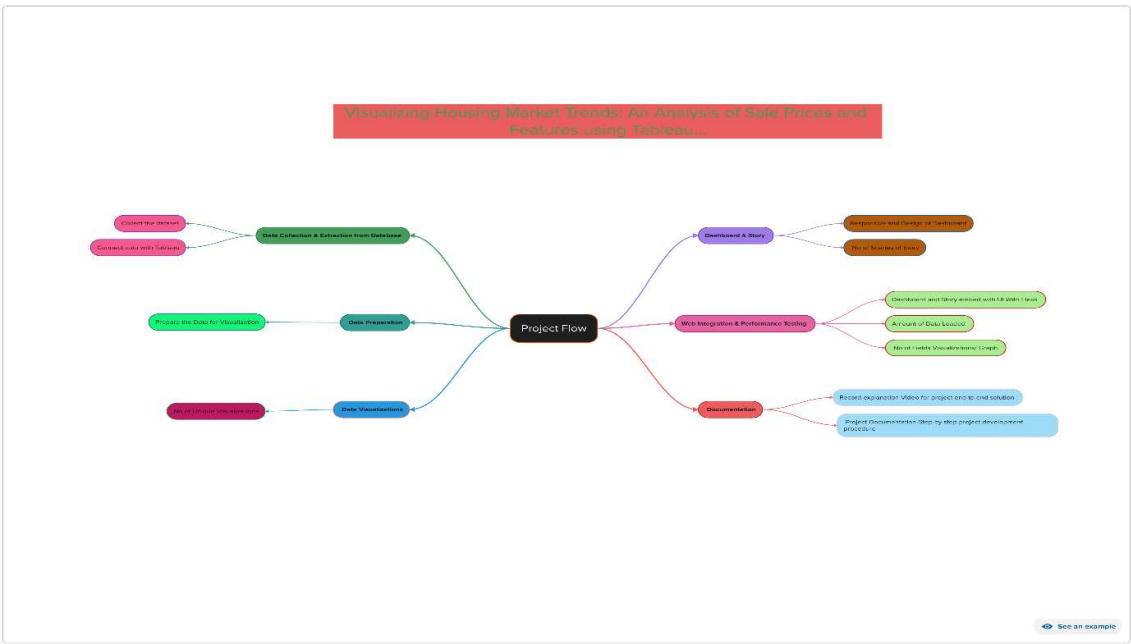 Visualizing Housing Market Trends: An Analysis of Sale Prices and
Features using Tableau...
Collect the dataset
Connect data with Tableau
Data Collection & Extraction from Database
Prepare the Data for Visualization
Data Preparation
No of Unique Visualizations
Data Visualizations
Project Flow
Dashboard & Story
Responsive and Design of Dashboard
No of Scenes of Story
Web Integration & Performance Testing
Dashboard and Story embed with UI With Flask
Amount of Data Loaded
No of Fields Visualizations/ Graph
Documentation
Record explanation Video for project end to end solution
Project Documentation-Step by step project development
procedure
See an example